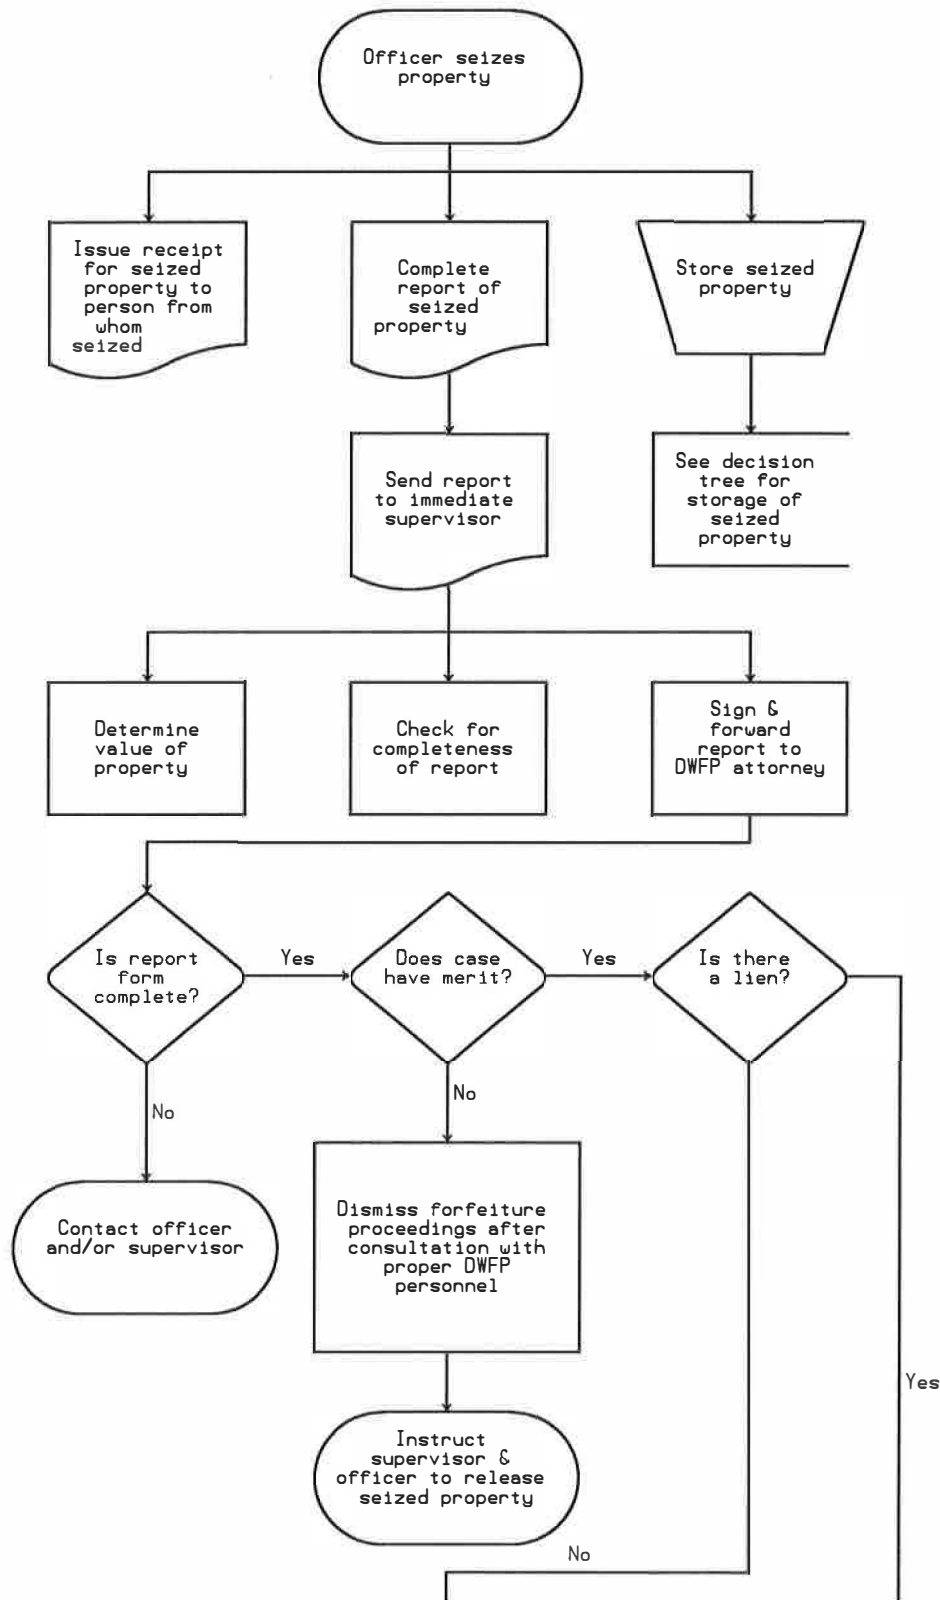 Officer seizes
property
Issue receipt
for seized
property to
person from
whom
seized
Complete
report of
seized
property
Store seized
property
Send report
to immediate
supervisor
See decision
tree for
storage of
seized
property
Determine
value of
property
Check for
completeness
of report
Sign &
forward
report to
DWFP attorney
Is report
form
complete?
Yes
Does case
have merit?
Yes
Is there
a lien?
No
No
Contact officer
and/or supervisor
Dismiss forfeiture
proceedings after
consultation with
proper DWFP
personnel
Yes
Instruct
supervisor &
officer to release
seized property
No